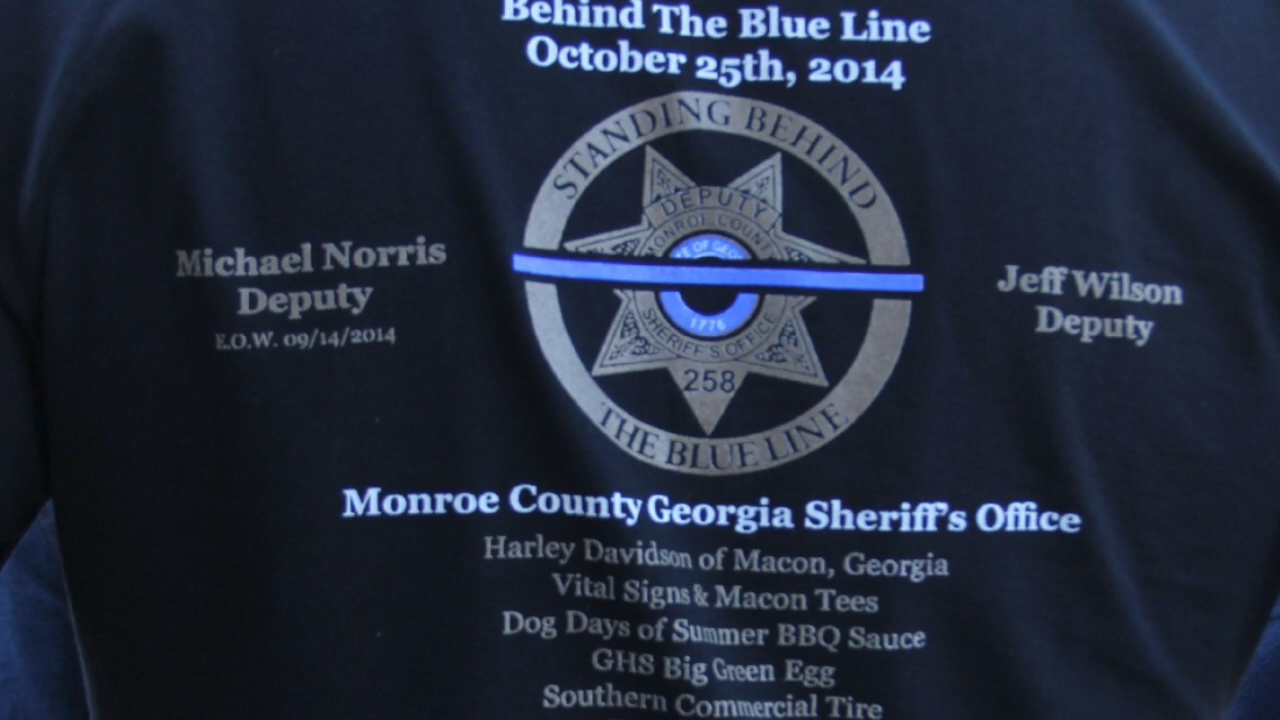 Behind The Blue Line
October 25th, 2014
STANDING BEHIND
DEPUTY
MONROE COUNTY
Michael Norris
Deputy
E.O.W. 09/14/2014
Jeff Wilson
Deputy
1776
SHERIFF'S OFFICE
258
THE BLUE LINE
Monroe County Georgia Sheriff's Office
Harley Davidson of Macon, Georgia
Vital Signs & Macon Tees
Dog Days of Summer BBQ Sauce
GHS Big Green Egg
Southern Commercial Tire